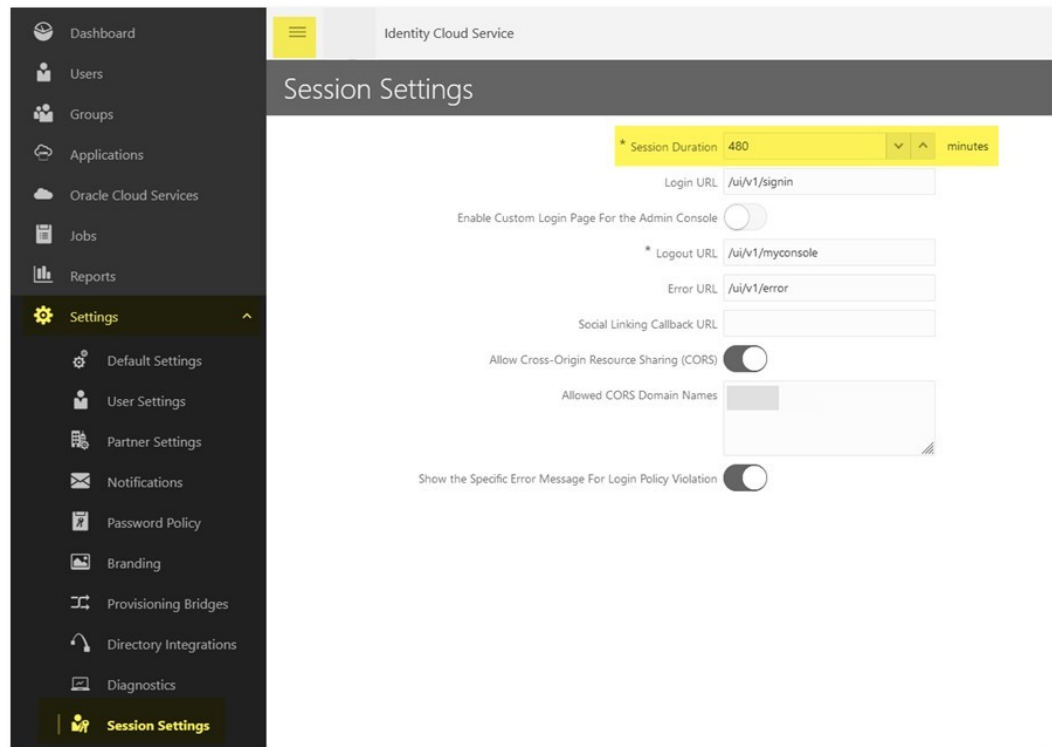 Dashboard
Users
Groups
Applications
Oracle Cloud Services
Jobs
Reports
Settings
Default Settings
User Settings
Partner Settings
Notifications
Password Policy
Branding
Provisioning Bridges
Directory Integrations
Diagnostics
Session Settings
Identity Cloud Service
Session Settings
* Session Duration 480 minutes
Login URL /ui/v1/signin
Enable Custom Login Page For the Admin Console
* Logout URL /ui/v1/myconsole
Error URL /ui/v1/error
Social Linking Callback URL
Allow Cross-Origin Resource Sharing (CORS)
Allowed CORS Domain Names
Show the Specific Error Message For Login Policy Violation